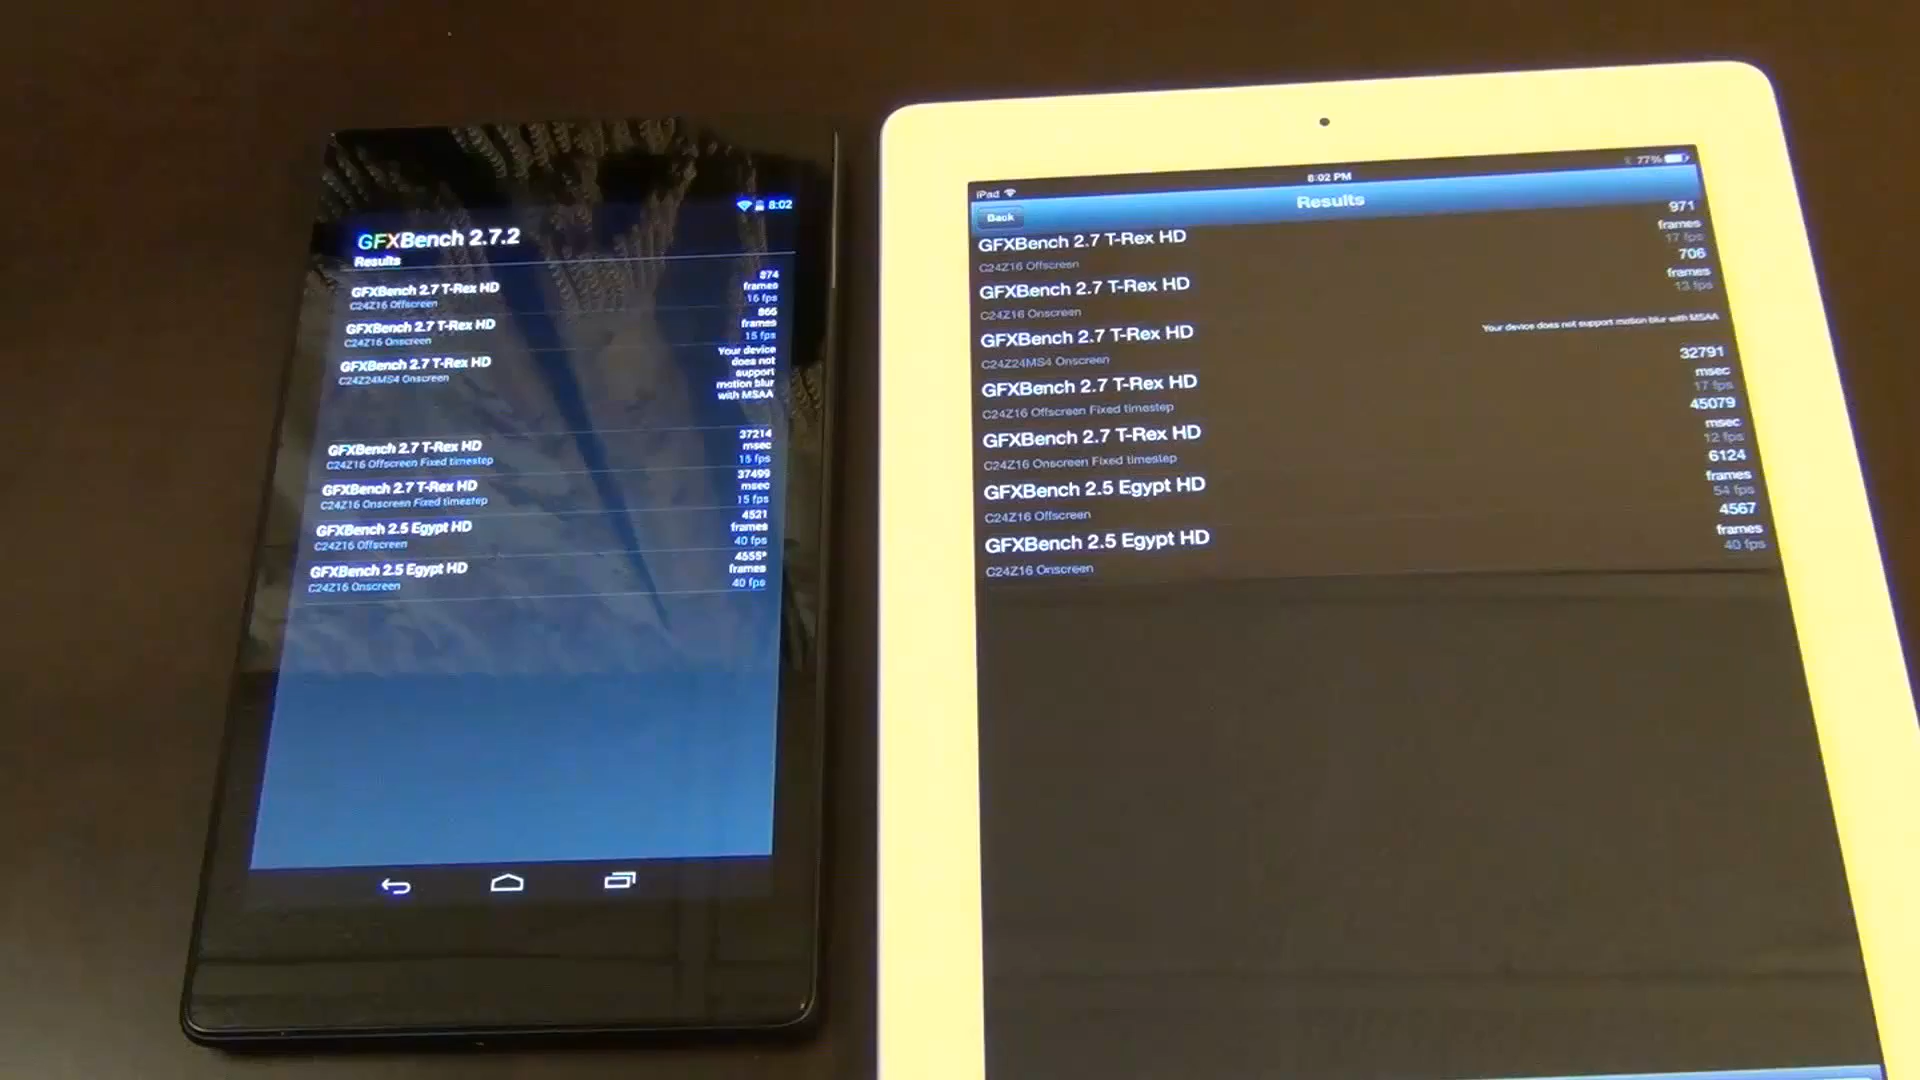 8:02
GFXBench 2.7.2
Results
GFXBench 2.7 T-Rex HD
C24Z16 Offscreen
874
frames
16 fps
GFXBench 2.7 T-Rex HD
C24Z16 Onscreen
866
frames
15 fps
GFXBench 2.7 T-Rex HD
C24Z24MS4 Onscreen
Your device
does not
support
motion blur
with MSAA
GFXBench 2.7 T-Rex HD
C24Z16 Offscreen Fixed timestep
37214
msec
15 fps
GFXBench 2.7 T-Rex HD
C24Z16 Onscreen Fixed timestep
37499
msec
15 fps
GFXBench 2.5 Egypt HD
C24Z16 Offscreen
4521
frames
40 fps
GFXBench 2.5 Egypt HD
C24Z16 Onscreen
4555*
frames
40 fps
iPad
8:02 PM
77%
Back
Results
GFXBench 2.7 T-Rex HD
C24Z16 Offscreen
971
frames
17 fps
GFXBench 2.7 T-Rex HD
C24Z16 Onscreen
706
frames
13 fps
GFXBench 2.7 T-Rex HD
C24Z24MS4 Onscreen
Your device does not support motion blur with MSAA
GFXBench 2.7 T-Rex HD
C24Z16 Offscreen Fixed timestep
32791
msec
17 fps
GFXBench 2.7 T-Rex HD
C24Z16 Onscreen Fixed timestep
45079
msec
12 fps
GFXBench 2.5 Egypt HD
C24Z16 Offscreen
6124
frames
54 fps
GFXBench 2.5 Egypt HD
C24Z16 Onscreen
4567
frames
40 fps